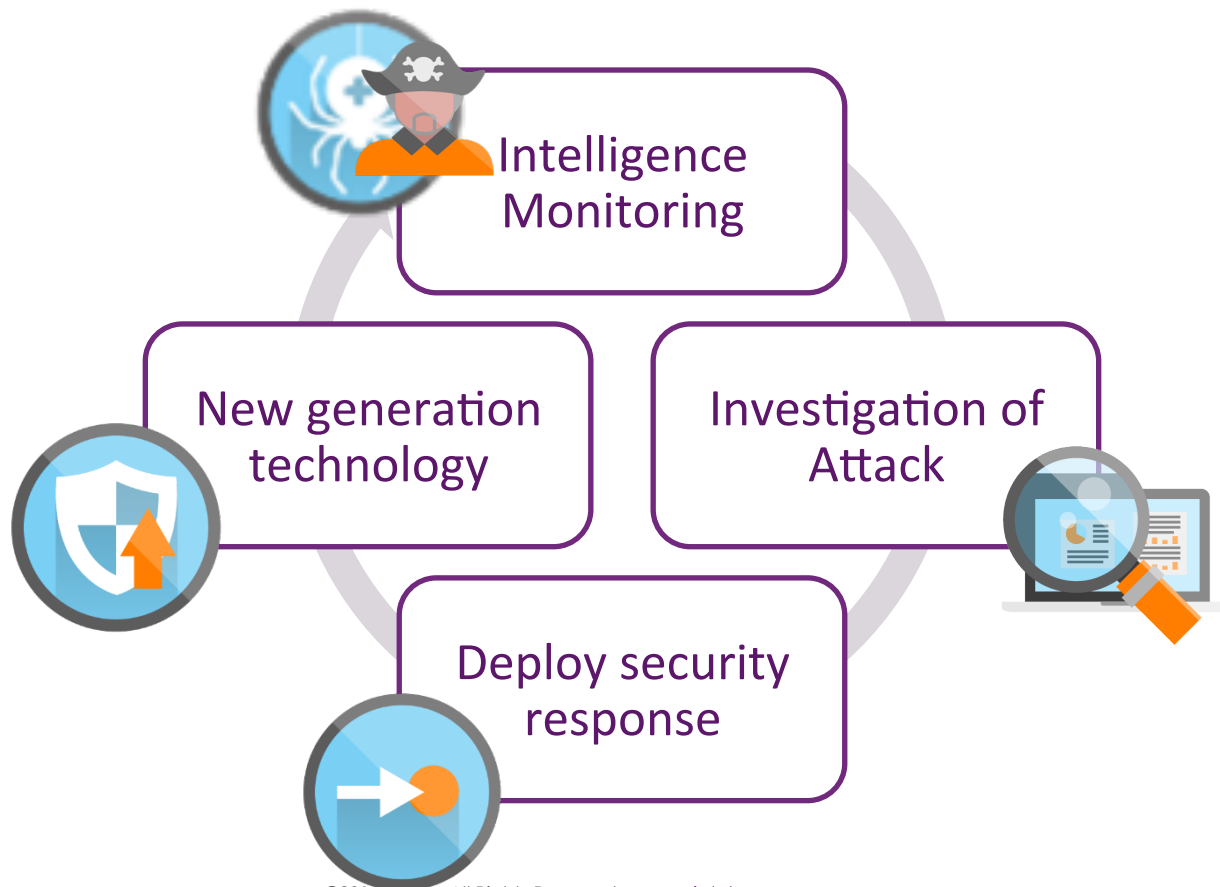 Intelligence
Monitoring
New generation
technology
Investigation of
Attack
Deploy security
response